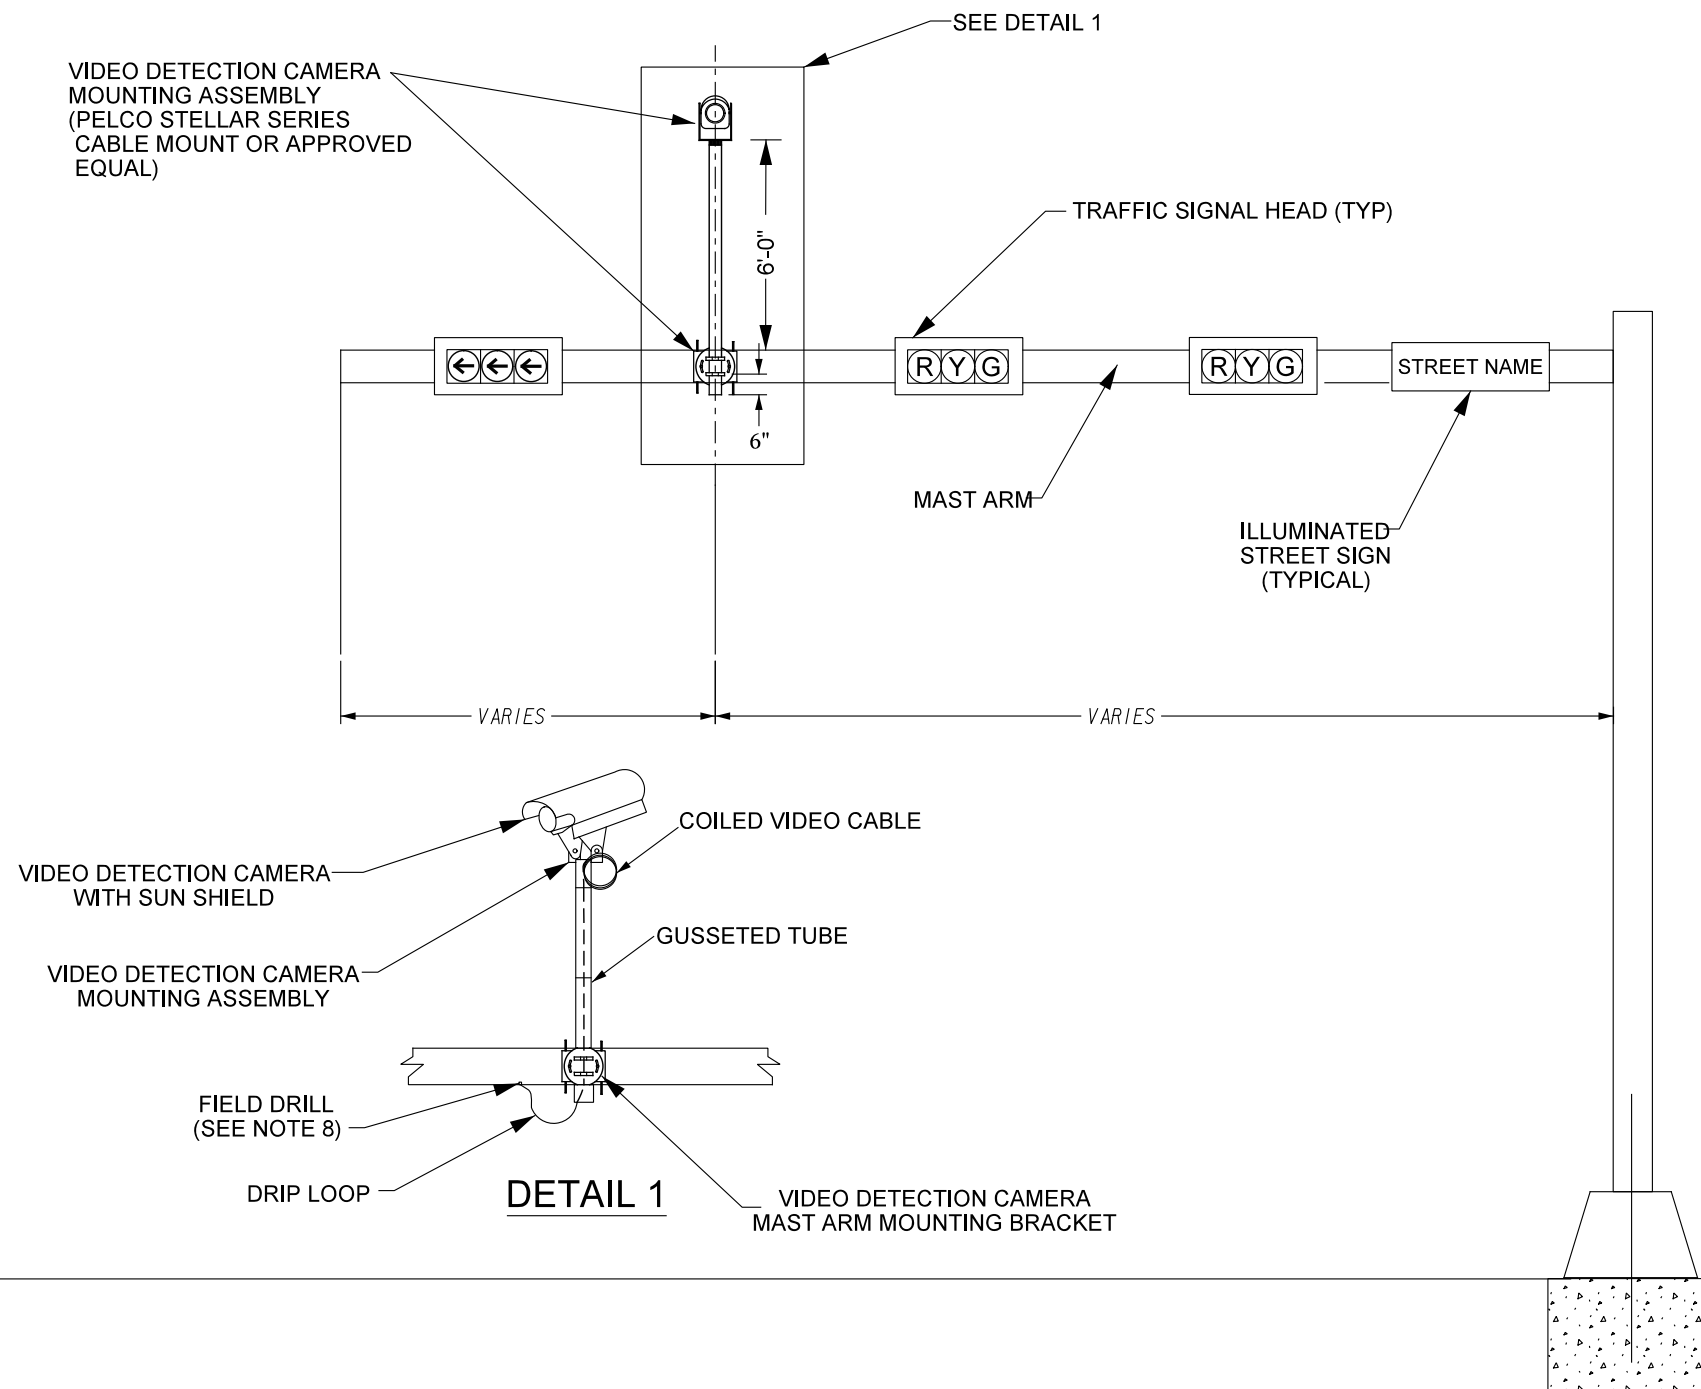 SEE DETAIL 1
VIDEO DETECTION CAMERA
MOUNTING ASSEMBLY
(PELCO STELLAR SERIES
CABLE MOUNT OR APPROVED
EQUAL)
TRAFFIC SIGNAL HEAD (TYP)
6'-0"
R Y G
R Y G
STREET NAME
6"
MAST ARM
ILLUMINATED
STREET SIGN
(TYPICAL)
VARIES
VARIES
COILED VIDEO CABLE
VIDEO DETECTION CAMERA
WITH SUN SHIELD
GUSSETED TUBE
VIDEO DETECTION CAMERA
MOUNTING ASSEMBLY
FIELD DRILL
(SEE NOTE 8)
DRIP LOOP
DETAIL 1
VIDEO DETECTION CAMERA
MAST ARM MOUNTING BRACKET